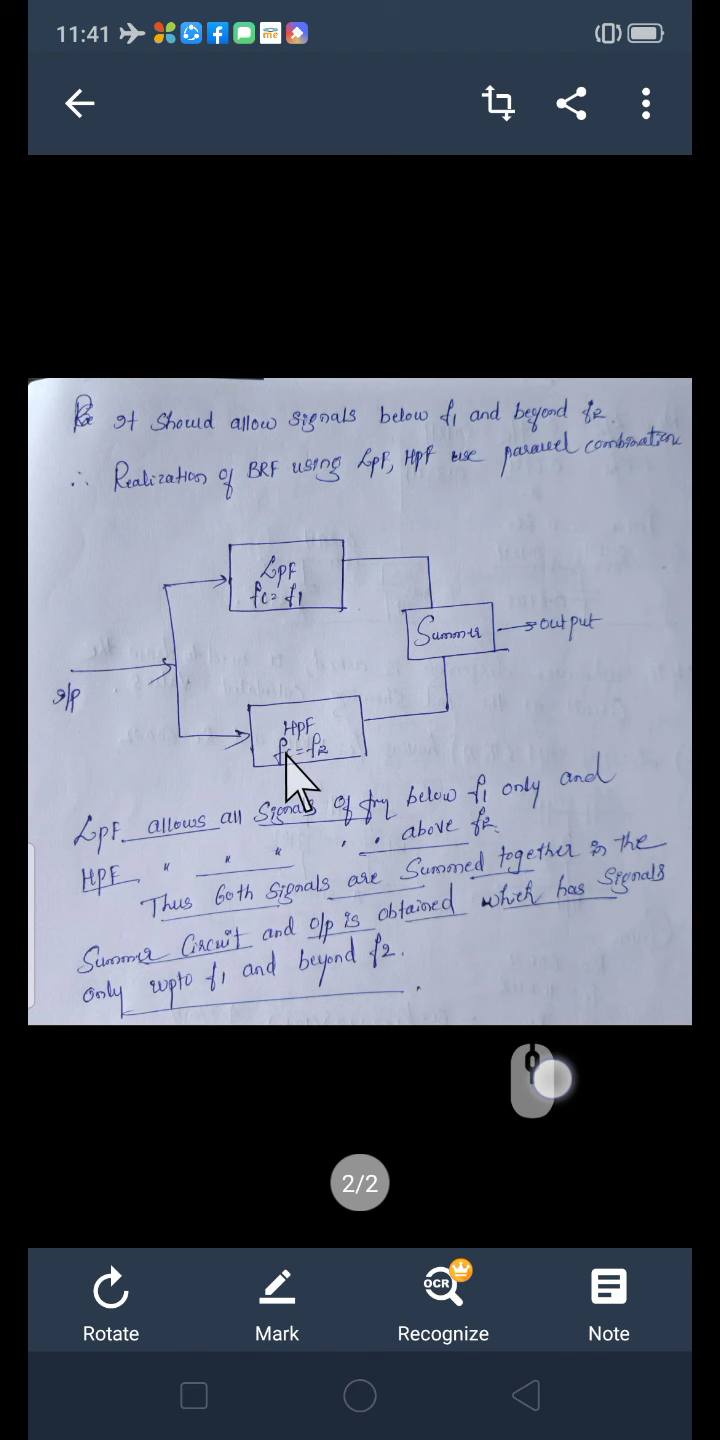 11:41
me
It should allow signals below f1 and beyond f2.
∴ Realization of BRF using LPF, HPF use parallel combination
LPF
fc = f1
Summer
output
I/P
HPF
fc = f2
LPF allows all signals of frq below f1 only and
HPF " " " " " above f2.
Thus both signals are summed together in the
Summer Circuit and o/p is obtained which has signals
only upto f1 and beyond f2.
2/2
OCR
Rotate
Mark
Recognize
Note